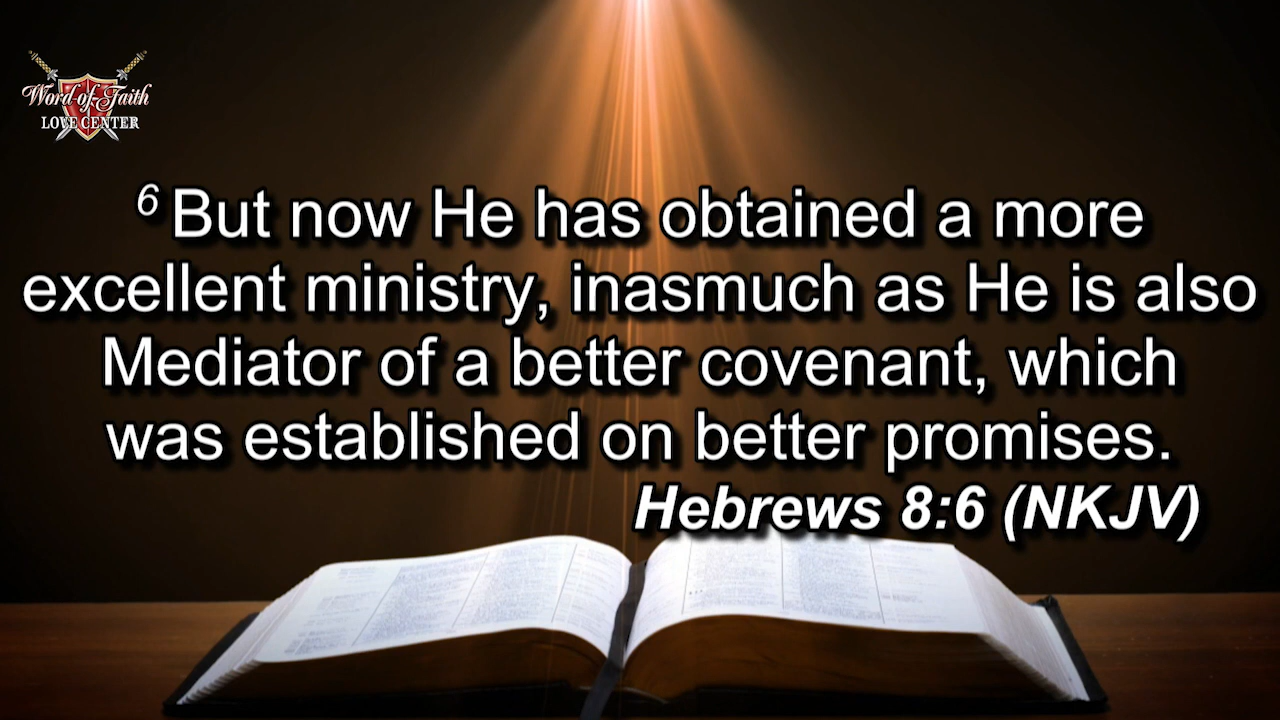 Word of Faith
LOVE CENTER
6 But now He has obtained a more
excellent ministry, inasmuch as He is also
Mediator of a better covenant, which
was established on better promises.
Hebrews 8:6 (NKJV)